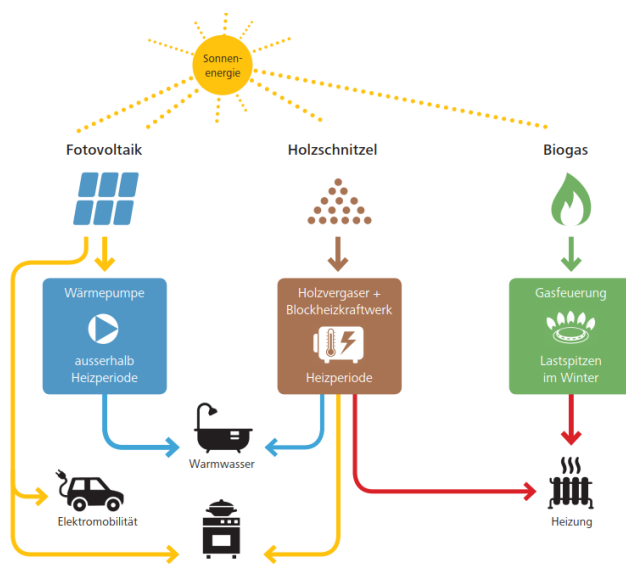 Sonnen-
energie
Fotovoltaik
Holzschnitzel
Biogas
Wärmepumpe
ausserhalb
Heizperiode
Holzvergaser +
Blockheizkraftwerk
Heizperiode
Gasfeuerung
Lastspitzen
im Winter
Warmwasser
Elektromobilität
Heizung